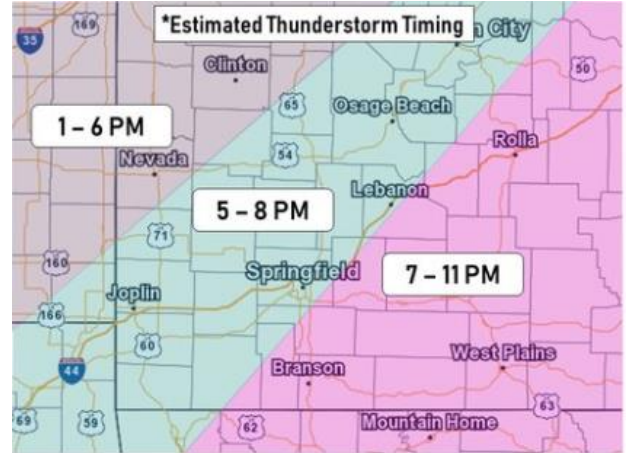 *Estimated Thunderstorm Timing
n City
35
169
Clinton
50
65
Osage Beach
1 – 6 PM
Rolla
54
Nevada
Lebanon
5 – 8 PM
71
160
Springfield
7 – 11 PM
Joplin
166
60
44
Branson
West Plains
63
69
59
62
Mountain Home